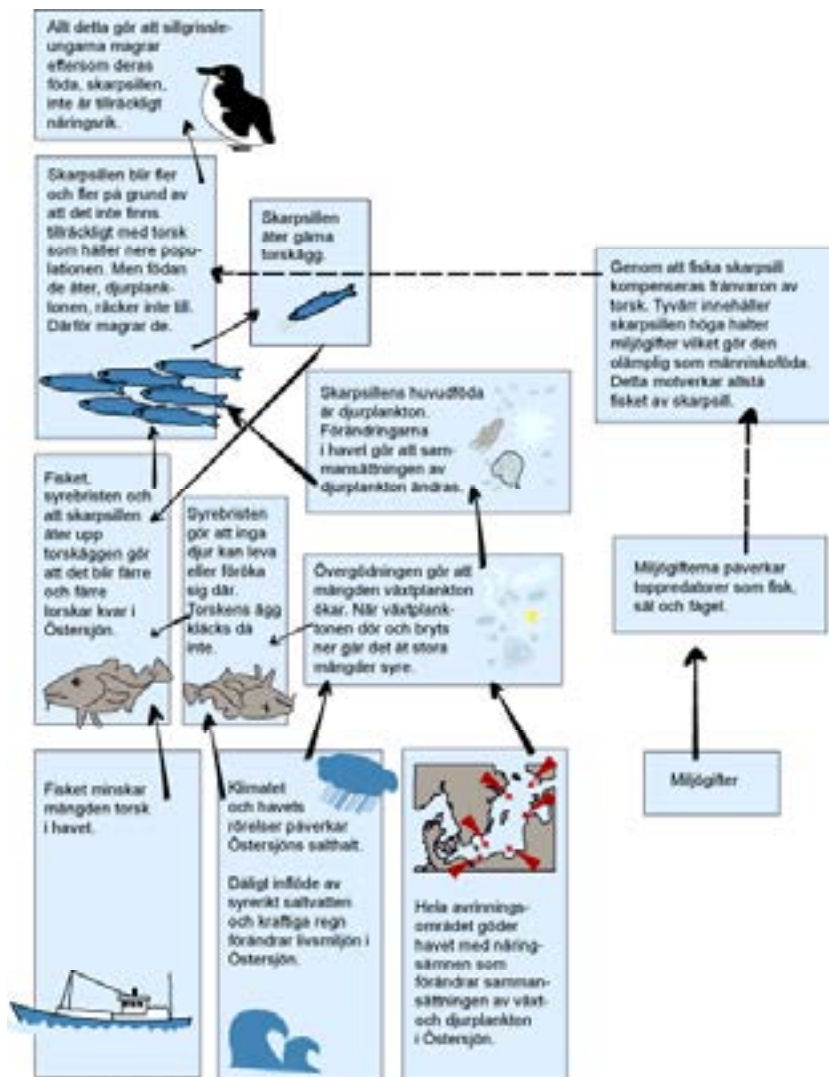 Allt detta gör att sillgrissle-
ungarna magrar
eftersom deras
föda, skarpsillen,
inte är tillräckligt
näringsrik.
Skarpsillen blir fler
och fler på grund av
att det inte finns
tillräckligt med torsk
som håller nere popu-
lationen. Men födan
de äter, djurplank-
tonen, räcker inte till.
Därför magrar de.
Skarpsillen
äter gärna
torskägg.
Genom att fiska skarpsill
kompenseras frånvaron av
torsk. Tyvärr innehåller
skarpsillen höga halter
miljögifter vilket gör den
olämplig som människoföda.
Detta motverkar alltså
fisket av skarpsill.
Skarpsillens huvudföda
är djurplankton.
Förändringarna
i havet gör att sam-
mansättningen av
djurplankton ändras.
Fisket,
syrebristen och
att skarpsillen
äter upp
torskäggen gör
att det blir färre
och färre
torskar kvar i
Östersjön.
Syrebristen
gör att inga
djur kan leva
eller föröka
sig där.
Torskens ägg
kläcks då
inte.
Övergödningen gör att
mängden växtplankton
ökar. När växtplank-
tonen dör och bryts
ner går det åt stora
mängder syre.
Miljögifterna påverkar
toppredatorer som fisk,
säl och fågel.
Miljögifter
Fisket minskar
mängden torsk
i havet.
Klimatet
och havets
rörelser påverkar
Östersjöns salthalt.
Dåligt inflöde av
syrerikt saltvatten
och kraftiga regn
förändrar livsmiljön i
Östersjön.
Hela avrinnings-
området göder
havet med näring-
sämnen som
förändrar samman-
sättningen av växt-
och djurplankton
i Östersjön.